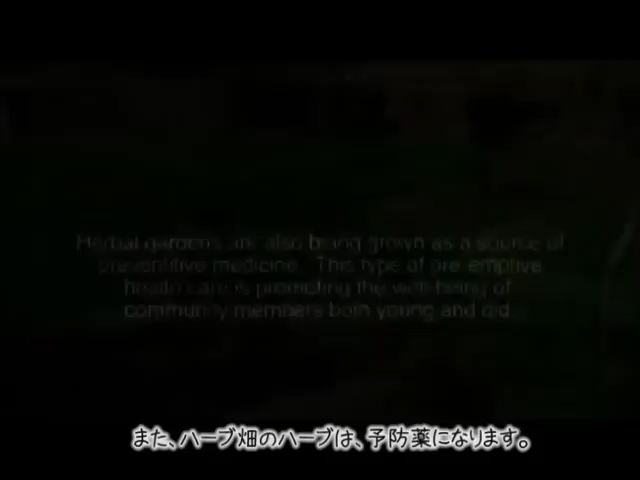 Herbal gardens are also being grown as a source of
preventitive medicine. This type of pre-emptive
health care is promoting the well-being of
community members both young and old.
また、ハーブ畑のハーブは、予防薬になります。